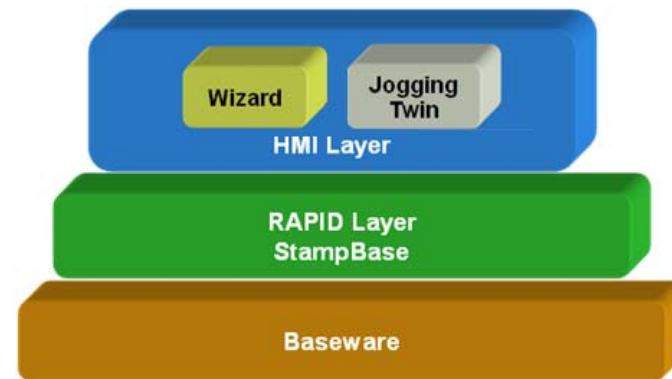 Wizard
Jogging
Twin
HMI Layer
RAPID Layer
StampBase
Baseware